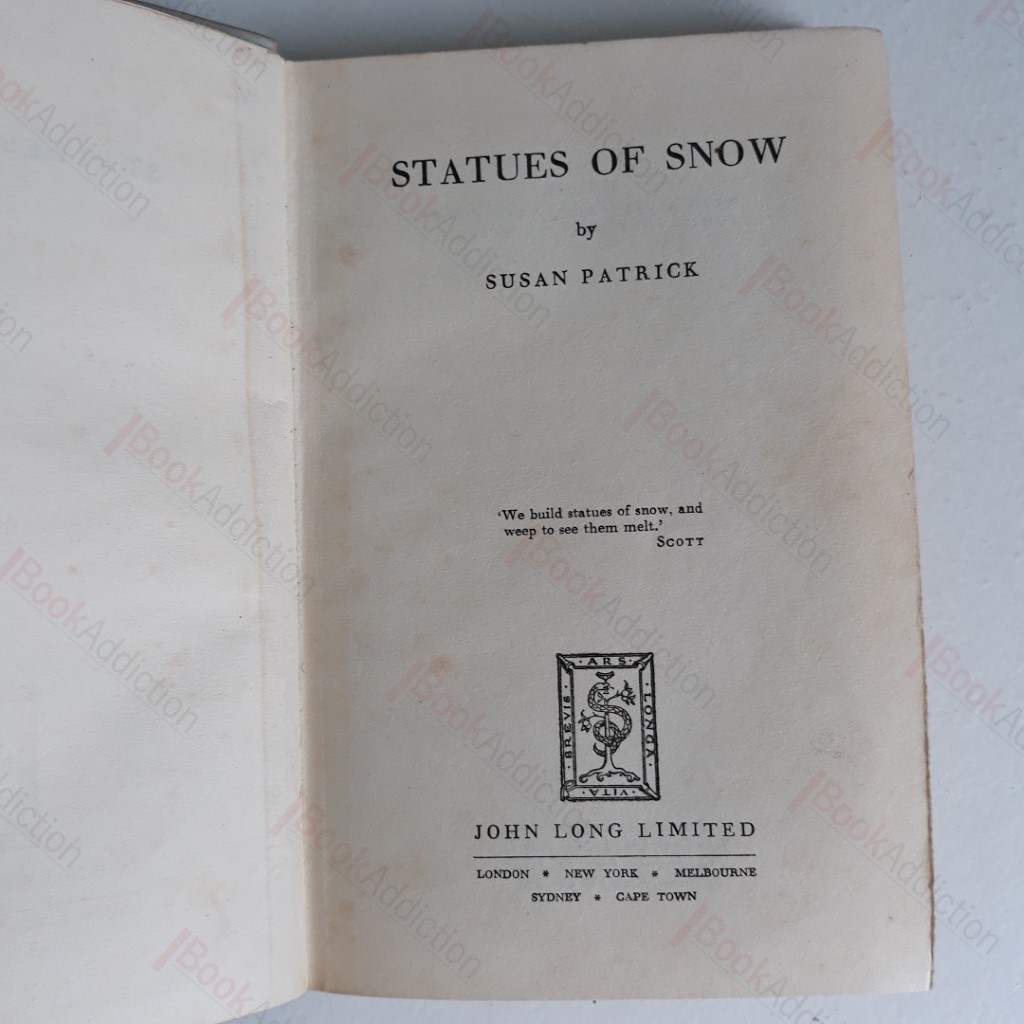 STATUES OF SNOW
by
SUSAN PATRICK
‘We build statues of snow, and
weep to see them melt.’
SCOTT
· ARS ·
LONGA ·
· VITA ·
BREVIS ·
JOHN LONG LIMITED
LONDON * NEW YORK * MELBOURNE
SYDNEY * CAPE TOWN
BookAddiction